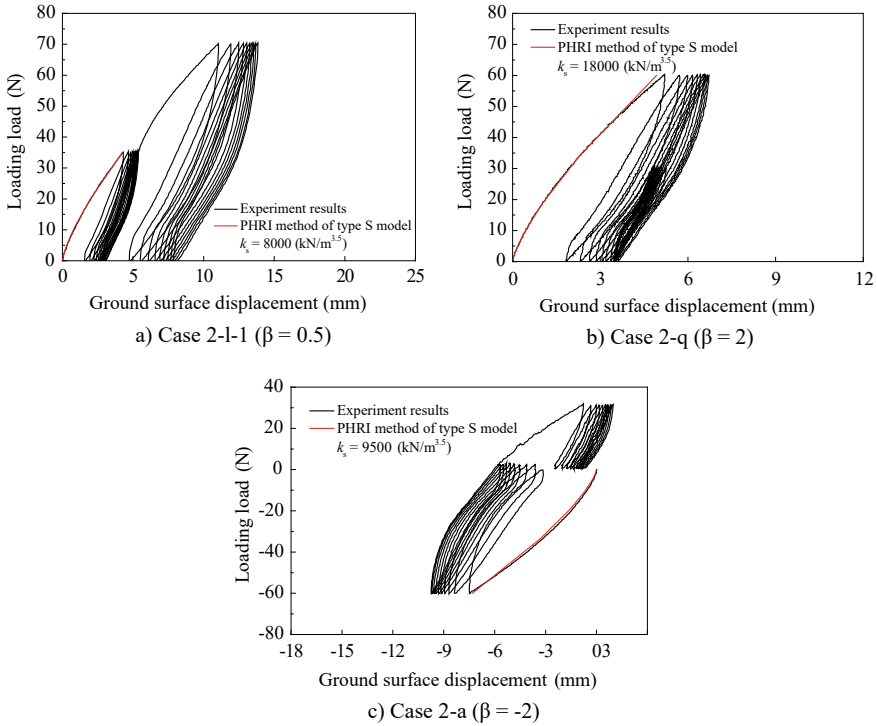 80
70
60
50
40
30
20
10
0
Loading load (N)
Experiment results
PHRI method of type S model
ks = 8000 (kN/m3.5)
0 5 10 15 20 25
Ground surface displacement (mm)
a) Case 2-l-1 (β = 0.5)
80
70
60
50
40
30
20
10
0
Loading load (N)
Experiment results
PHRI method of type S model
ks = 18000 (kN/m3.5)
0 3 6 9 12
Ground surface displacement (mm)
b) Case 2-q (β = 2)
40
20
0
-20
-40
-60
-80
Loading load (N)
Experiment results
PHRI method of type S model
ks = 9500 (kN/m3.5)
-18 -15 -12 -9 -6 -3 03
Ground surface displacement (mm)
c) Case 2-a (β = -2)